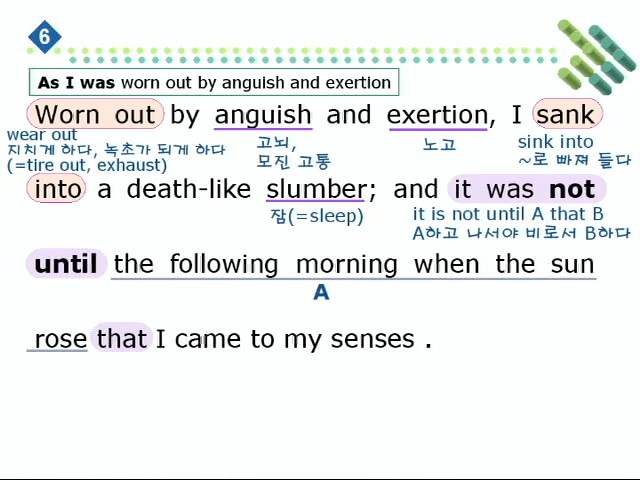 6
As I was worn out by anguish and exertion
Worn out by anguish and exertion, I sank
wear out
지치게 하다, 녹초가 되게 하다
(=tire out, exhaust)
고뇌,
모진 고통
노고
sink into
~로 빠져 들다
into a death-like slumber; and it was not
잠(=sleep)
it is not until A that B
A하고 나서야 비로서 B하다
until the following morning when the sun
A
rose that I came to my senses .